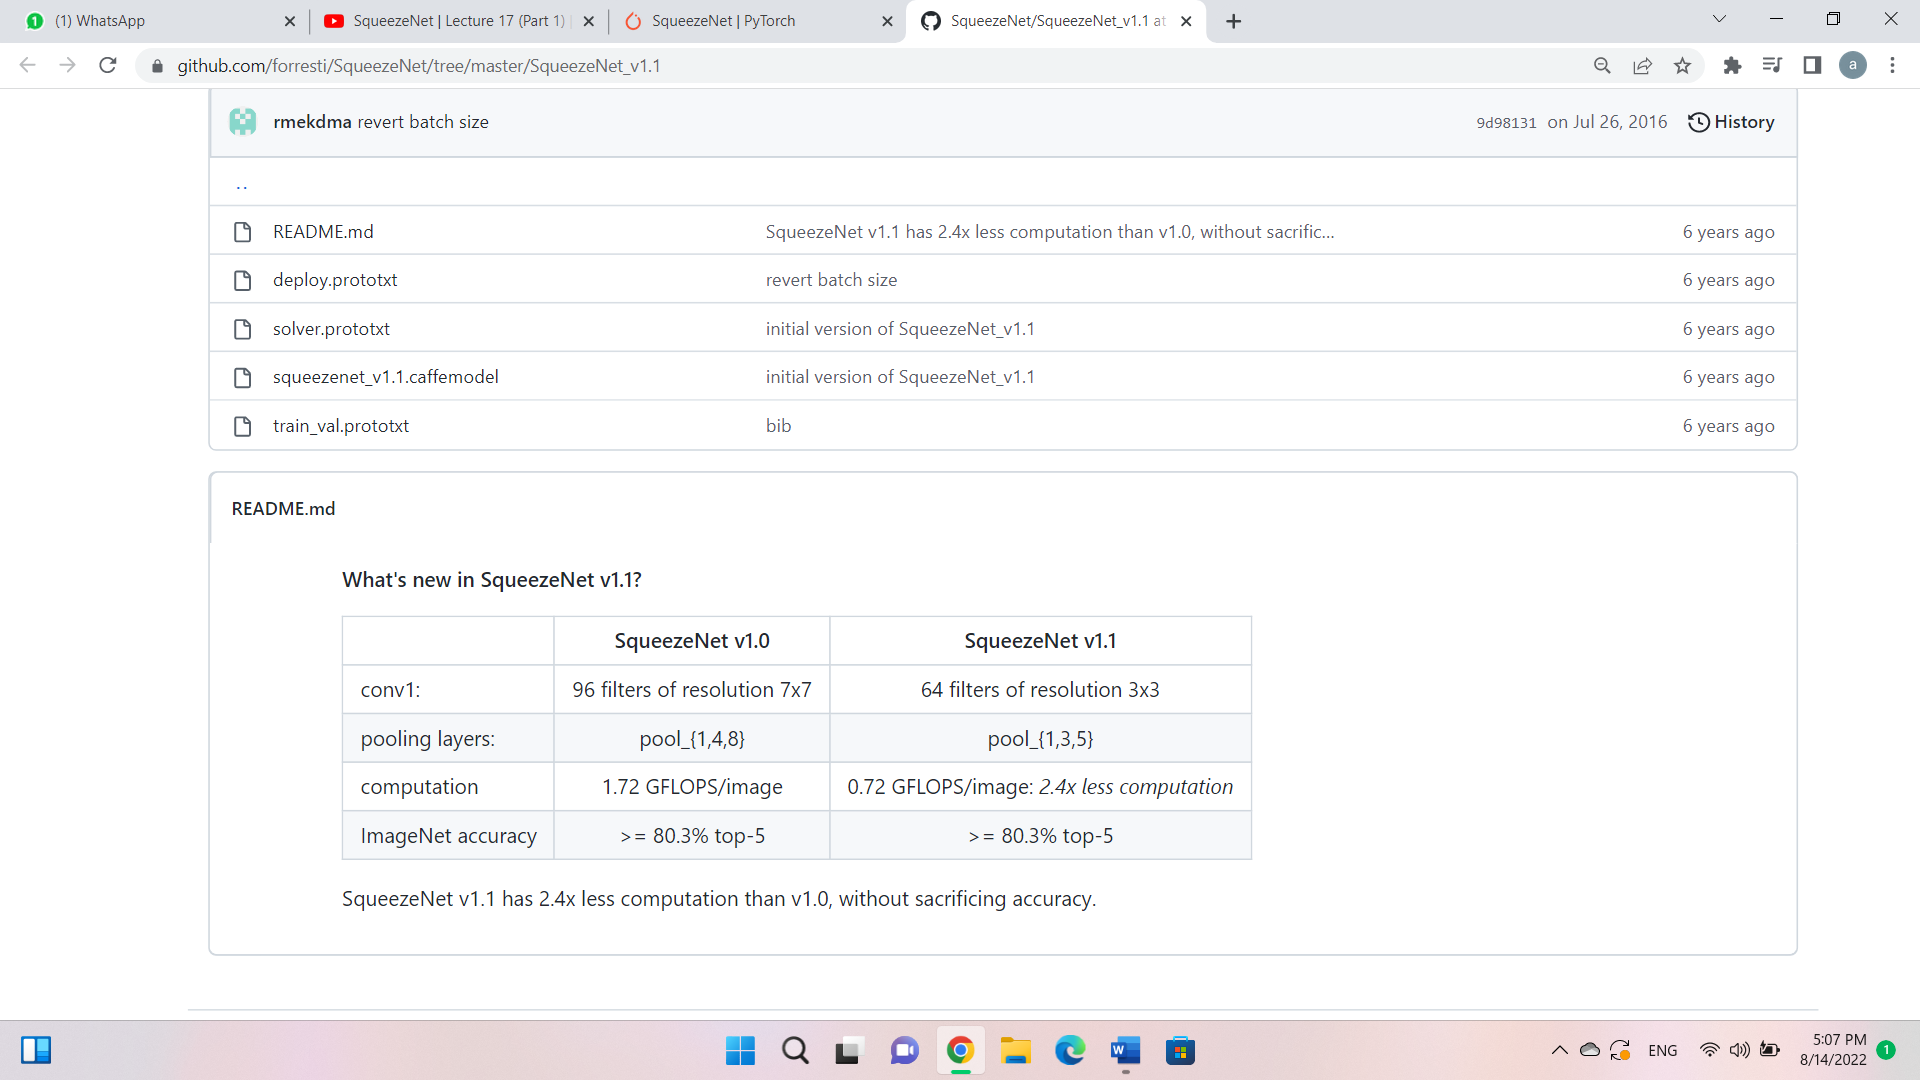 (1) WhatsApp
SqueezeNet | Lecture 17 (Part 1) |
SqueezeNet | PyTorch
SqueezeNet/SqueezeNet_v1.1 at
github.com/forresti/SqueezeNet/tree/master/SqueezeNet_v1.1
a
rmekdma revert batch size
9d98131 on Jul 26, 2016 History
..
README.md SqueezeNet v1.1 has 2.4x less computation than v1.0, without sacrific... 6 years ago
deploy.prototxt revert batch size 6 years ago
solver.prototxt initial version of SqueezeNet_v1.1 6 years ago
squeezenet_v1.1.caffemodel initial version of SqueezeNet_v1.1 6 years ago
train_val.prototxt bib 6 years ago
README.md
What's new in SqueezeNet v1.1?
SqueezeNet v1.0 SqueezeNet v1.1
conv1: 96 filters of resolution 7x7 64 filters of resolution 3x3
pooling layers: pool_{1,4,8} pool_{1,3,5}
computation 1.72 GFLOPS/image 0.72 GFLOPS/image: 2.4x less computation
ImageNet accuracy >= 80.3% top-5 >= 80.3% top-5
SqueezeNet v1.1 has 2.4x less computation than v1.0, without sacrificing accuracy.
W
ENG
5:07 PM
8/14/2022
1